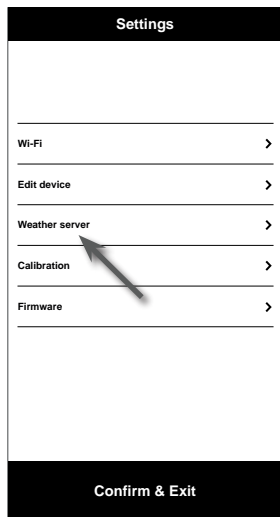 Settings
Wi-Fi
Edit device
Weather server
Calibration
Firmware
Confirm & Exit